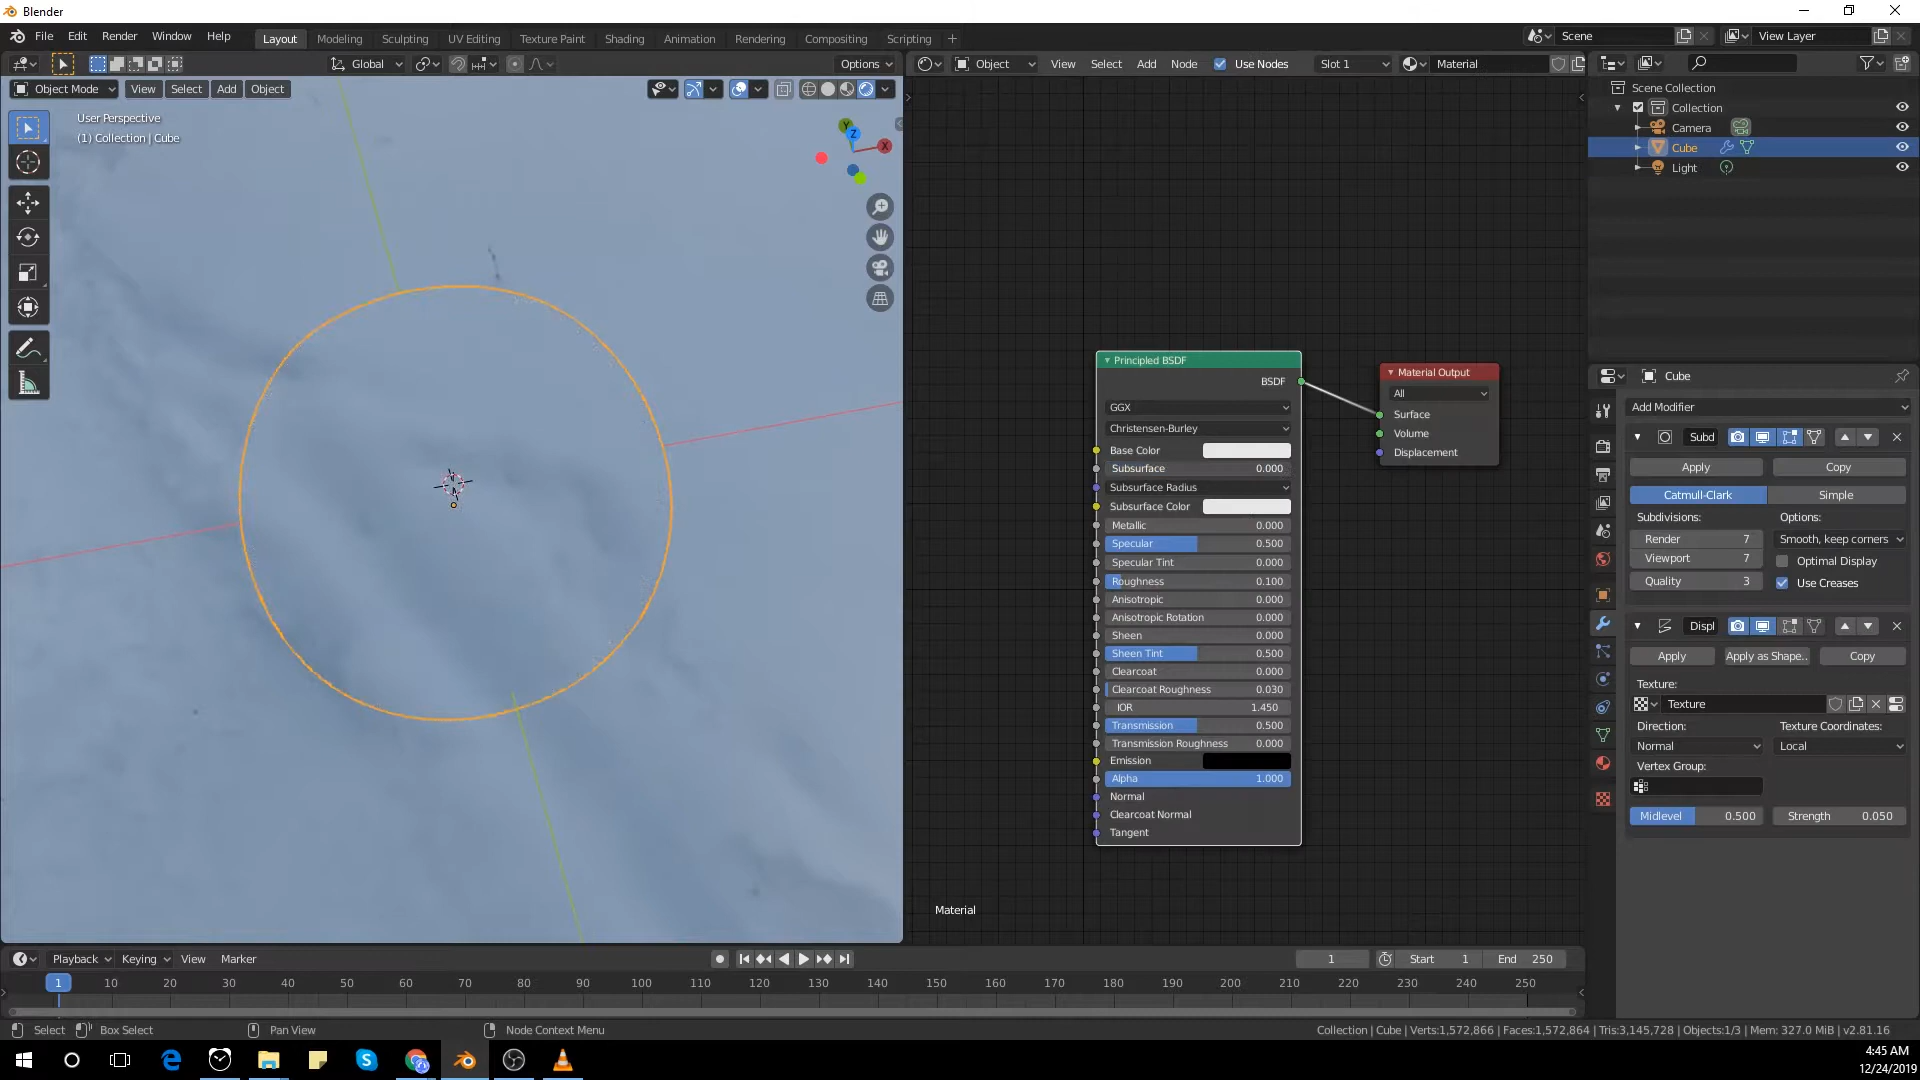 Blender
File Edit Render Window Help
Layout Modeling Sculpting UV Editing Texture Paint Shading Animation Rendering Compositing Scripting
Scene
View Layer
Global
Options
Object View Select Add Node Use Nodes Slot 1 Material
Object Mode View Select Add Object
User Perspective
(1) Collection | Cube
Y
Z
X
Scene Collection
Collection
Camera
Cube
Light
Principled BSDF
BSDF
GGX
Christensen-Burley
Base Color
Subsurface 0.000
Subsurface Radius
Subsurface Color
Metallic 0.000
Specular 0.500
Specular Tint 0.000
Roughness 0.100
Anisotropic 0.000
Anisotropic Rotation 0.000
Sheen 0.000
Sheen Tint 0.500
Clearcoat 0.000
Clearcoat Roughness 0.030
IOR 1.450
Transmission 0.500
Transmission Roughness 0.000
Emission
Alpha 1.000
Normal
Clearcoat Normal
Tangent
Material Output
All
Surface
Volume
Displacement
Material
Cube
Add Modifier
Subd
Apply Copy
Catmull-Clark Simple
Subdivisions: Options:
Render 7 Smooth, keep corners
Viewport 7 Optimal Display
Quality 3 Use Creases
Displ
Apply Apply as Shape.. Copy
Texture:
Texture
Direction: Texture Coordinates:
Normal Local
Vertex Group:
Midlevel 0.500 Strength 0.050
Playback Keying View Marker
1 Start 1 End 250
1 10 20 30 40 50 60 70 80 90 100 110 120 130 140 150 160 170 180 190 200 210 220 230 240 250
Select Box Select Pan View Node Context Menu
Collection | Cube | Verts:1,572,866 | Faces:1,572,864 | Tris:3,145,728 | Objects:1/3 | Mem: 327.0 MiB | v2.81.16
4:45 AM
12/24/2019